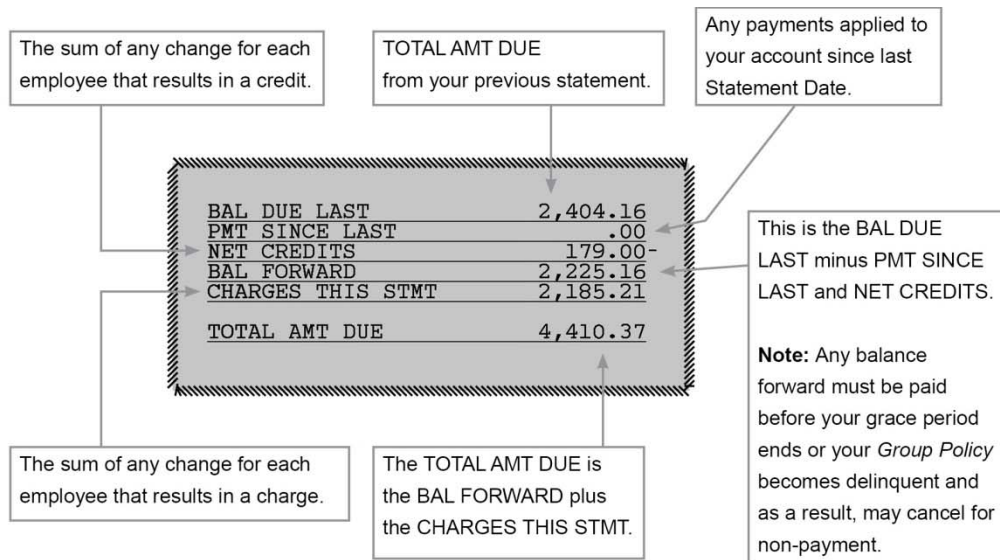 The sum of any change for each
employee that results in a credit.
TOTAL AMT DUE
from your previous statement.
Any payments applied to
your account since last
Statement Date.
BAL DUE LAST 2,404.16
PMT SINCE LAST .00
NET CREDITS 179.00-
BAL FORWARD 2,225.16
CHARGES THIS STMT 2,185.21
TOTAL AMT DUE 4,410.37
This is the BAL DUE
LAST minus PMT SINCE
LAST and NET CREDITS.
Note: Any balance
forward must be paid
before your grace period
ends or your Group Policy
becomes delinquent and
as a result, may cancel for
non-payment.
The sum of any change for each
employee that results in a charge.
The TOTAL AMT DUE is
the BAL FORWARD plus
the CHARGES THIS STMT.